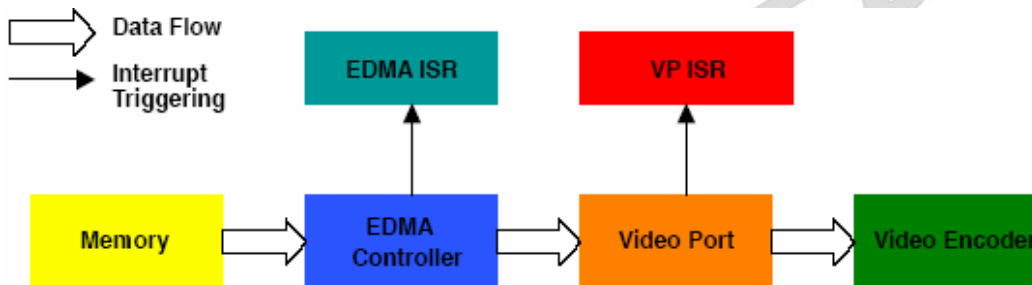 Data Flow
Interrupt
Triggering
EDMA ISR
VP ISR
Memory
EDMA
Controller
Video Port
Video Encoder